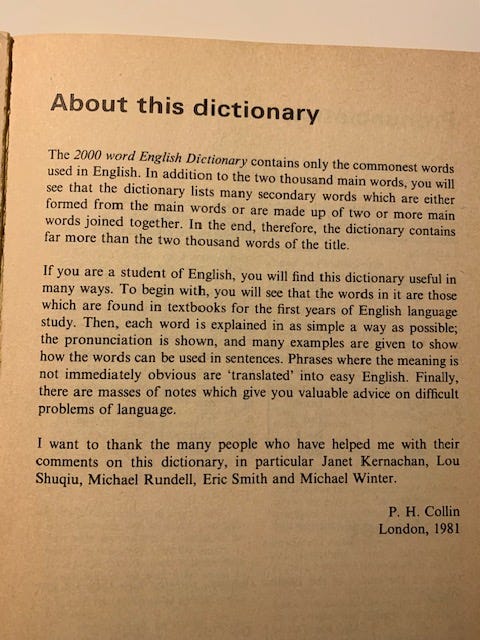 About this dictionary
The 2000 word English Dictionary contains only the commonest words
used in English. In addition to the two thousand main words, you will
see that the dictionary lists many secondary words which are either
formed from the main words or are made up of two or more main
words joined together. In the end, therefore, the dictionary contains
far more than the two thousand words of the title.
If you are a student of English, you will find this dictionary useful in
many ways. To begin with, you will see that the words in it are those
which are found in textbooks for the first years of English language
study. Then, each word is explained in as simple a way as possible;
the pronunciation is shown, and many examples are given to show
how the words can be used in sentences. Phrases where the meaning is
not immediately obvious are ‘translated’ into easy English. Finally,
there are masses of notes which give you valuable advice on difficult
problems of language.
I want to thank the many people who have helped me with their
comments on this dictionary, in particular Janet Kernachan, Lou
Shuqiu, Michael Rundell, Eric Smith and Michael Winter.
P. H. Collin
London, 1981